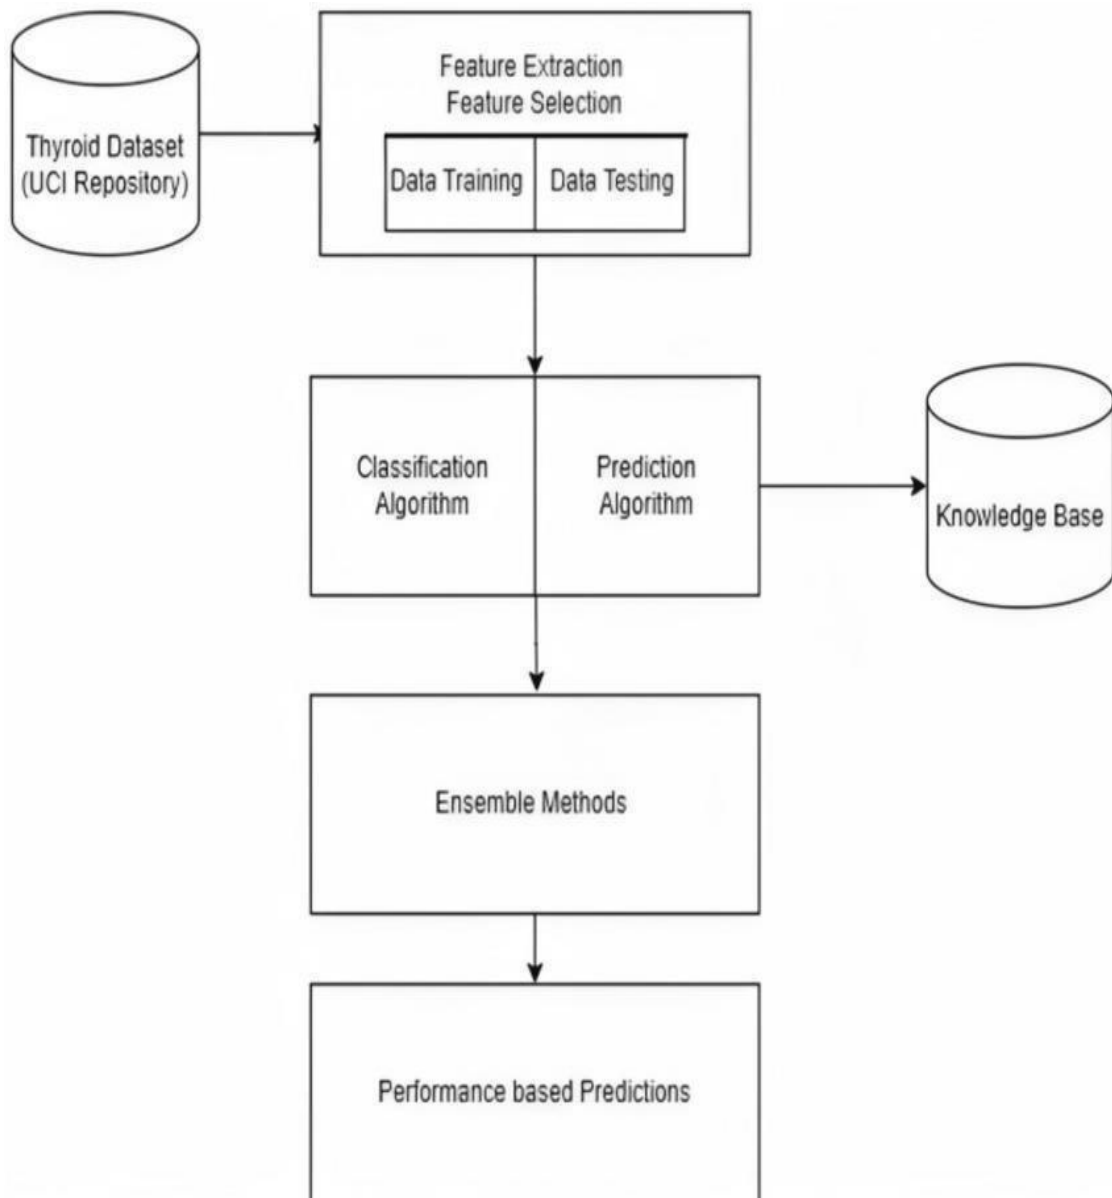 Thyroid Dataset
(UCI Repository)
Feature Extraction
Feature Selection
Data Training
Data Testing
Classification
Algorithm
Prediction
Algorithm
Knowledge Base
Ensemble Methods
Performance based Predictions